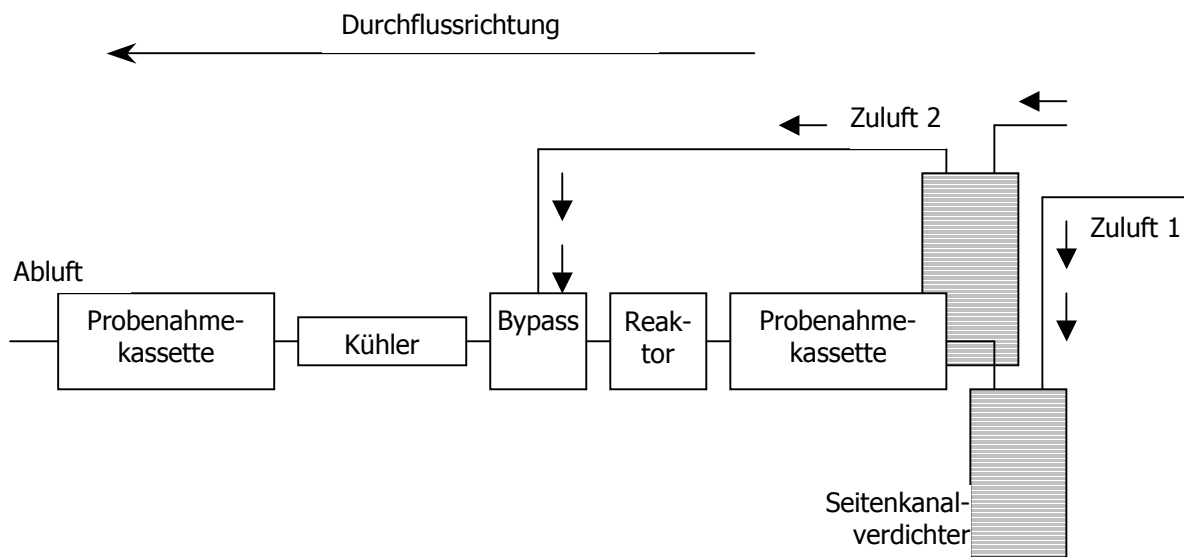 Durchflussrichtung
Zuluft 2
Zuluft 1
Abluft
Probenahme-
kassette
Kühler
Bypass
Reak-
tor
Probenahme-
kassette
Seitenkanal-
verdichter